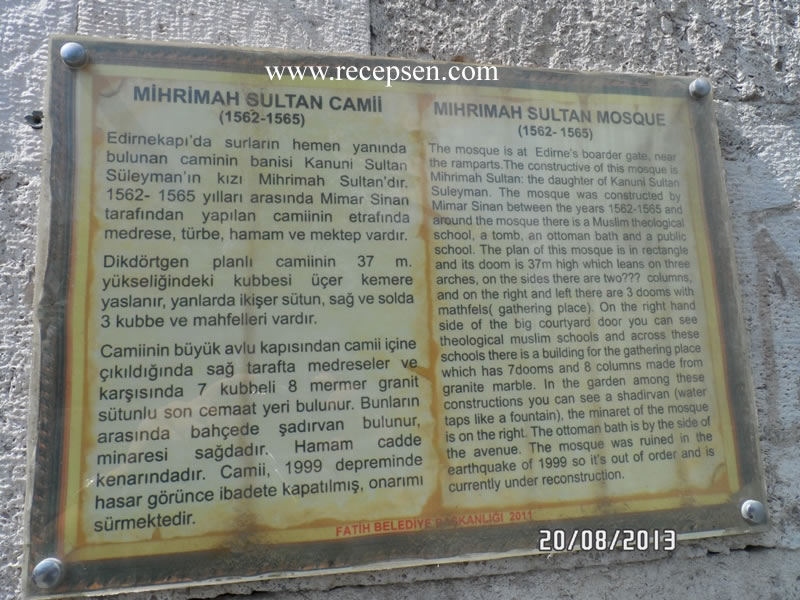 www.recepsen.com
MİHRİMAH SULTAN CAMİİ
(1562-1565)
Edirnekapı'da surların hemen yanında
bulunan caminin banisi Kanuni Sultan
Süleyman'ın kızı Mihrimah Sultan'dır.
1562- 1565 yılları arasında Mimar Sinan
tarafından yapılan camiinin etrafında
medrese, türbe, hamam ve mektep vardır.
Dikdörtgen planlı camiinin 37 m.
yükseliğindeki kubbesi üçer kemere
yaslanır, yanlarda ikişer sütun, sağ ve solda
3 kubbe ve mahfelleri vardır.
Camiinin büyük avlu kapısından camii içine
çıkıldığında sağ tarafta medreseler ve
karşısında 7 kubbeli 8 mermer granit
sütunlu son cemaat yeri bulunur. Bunların
arasında bahçede şadırvan bulunur,
minaresi sağdadır. Hamam cadde
kenarındadır. Camii, 1999 depreminde
hasar görünce ibadete kapatılmış, onarımı
sürmektedir.
MIHRIMAH SULTAN MOSQUE
(1562- 1565)
The mosque is at Edirne's boarder gate, near
the ramparts.The constructive of this mosque is
Mihrimah Sultan: the daughter of Kanuni Sultan
Suleyman. The mosque was constructed by
Mimar Sinan between the years 1562-1565 and
around the mosque there is a Muslim theological
school, a tomb, an ottoman bath and a public
school. The plan of this mosque is in rectangle
and its doom is 37m high which leans on three
arches, on the sides there are two??? columns,
and on the right and left there are 3 dooms with
mathfels( gathering place). On the right hand
side of the big courtyard door you can see
theological muslim schools and across these
schools there is a building for the gathering place
which has 7dooms and 8 columns made from
granite marble. In the garden among these
constructions you can see a shadirvan (water
taps like a fountain), the minaret of the mosque
is on the right. The ottoman bath is by the side of
the avenue. The mosque was ruined in the
earthquake of 1999 so it's out of order and is
currently under reconstruction.
FATİH BELEDİYE BAŞKANLIĞI 2011
20/08/2013